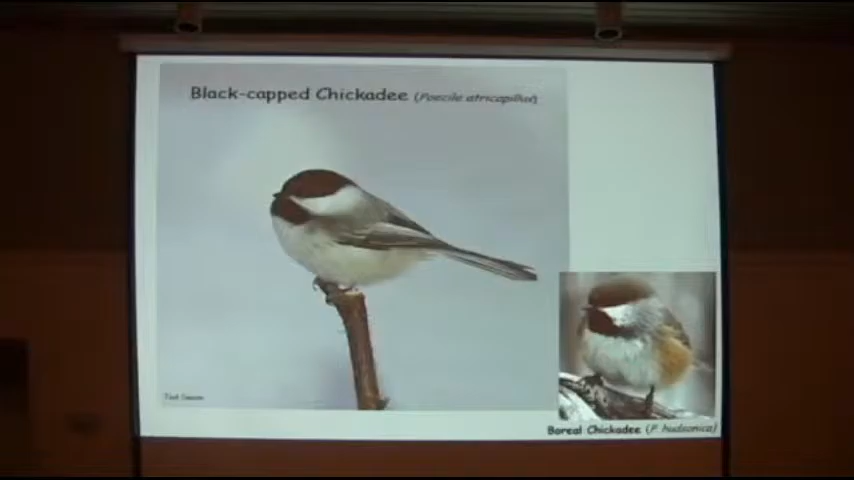 Black-capped Chickadee (Poecile atricapillus)
Boreal Chickadee (P. hudsonica)